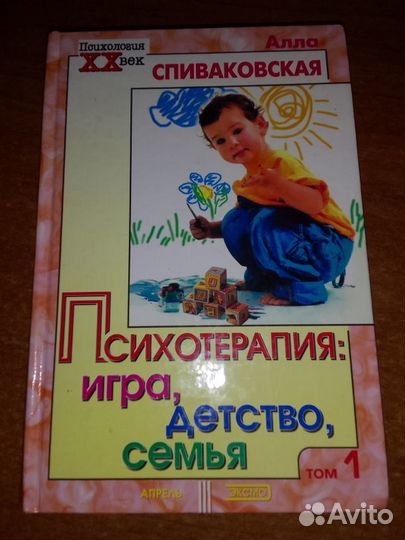 Психология
XX век
Алла
СПИВАКОВСКАЯ
ПСИХОТЕРАПИЯ:
игра,
детство,
семья
том 1
АПРЕЛЬ
ЭКСМО
Avito